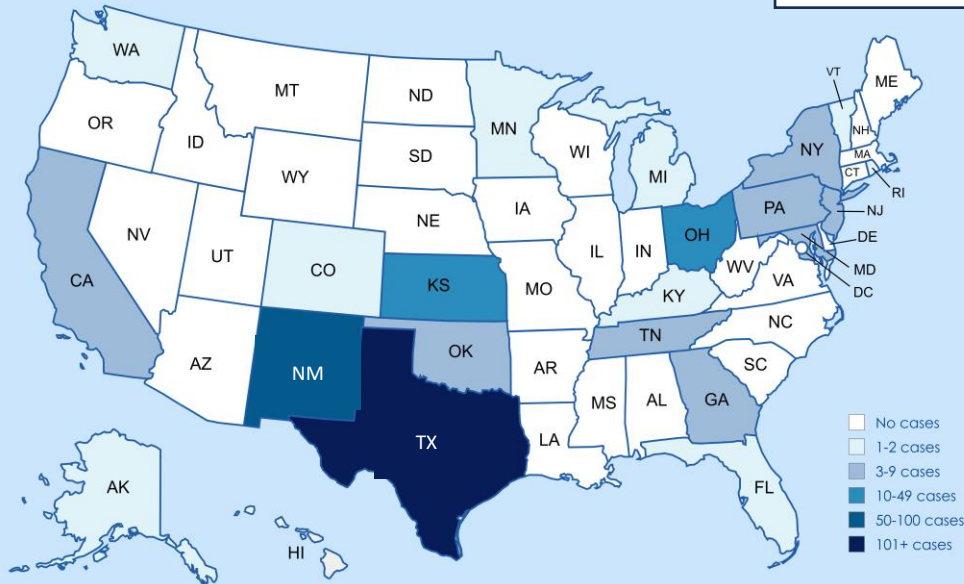 WA
MT
ND
MN
VT
ME
OR
ID
SD
WI
MI
NY
NH
MA
CT
RI
WY
IA
PA
NJ
NE
OH
DE
NV
UT
CO
IL
IN
WV
MD
DC
CA
KS
MO
KY
VA
NC
TN
AZ
NM
OK
AR
SC
MS
AL
GA
TX
LA
FL
AK
HI
No cases
1-2 cases
3-9 cases
10-49 cases
50-100 cases
101+ cases